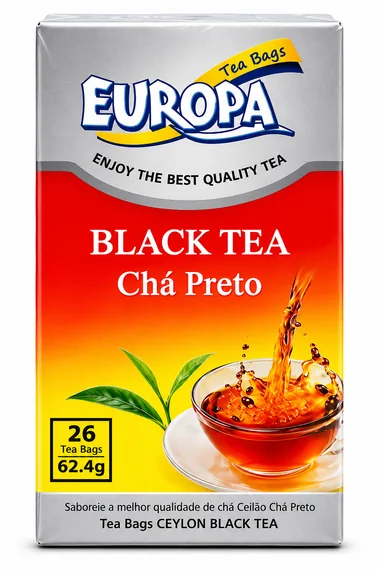 Tea Bags
EUROPA
ENJOY THE BEST QUALITY TEA
BLACK TEA
Chá Preto
26
Tea Bags
62.4g
Saboreie a melhor qualidade de chá Ceilão Chá Preto
Tea Bags CEYLON BLACK TEA